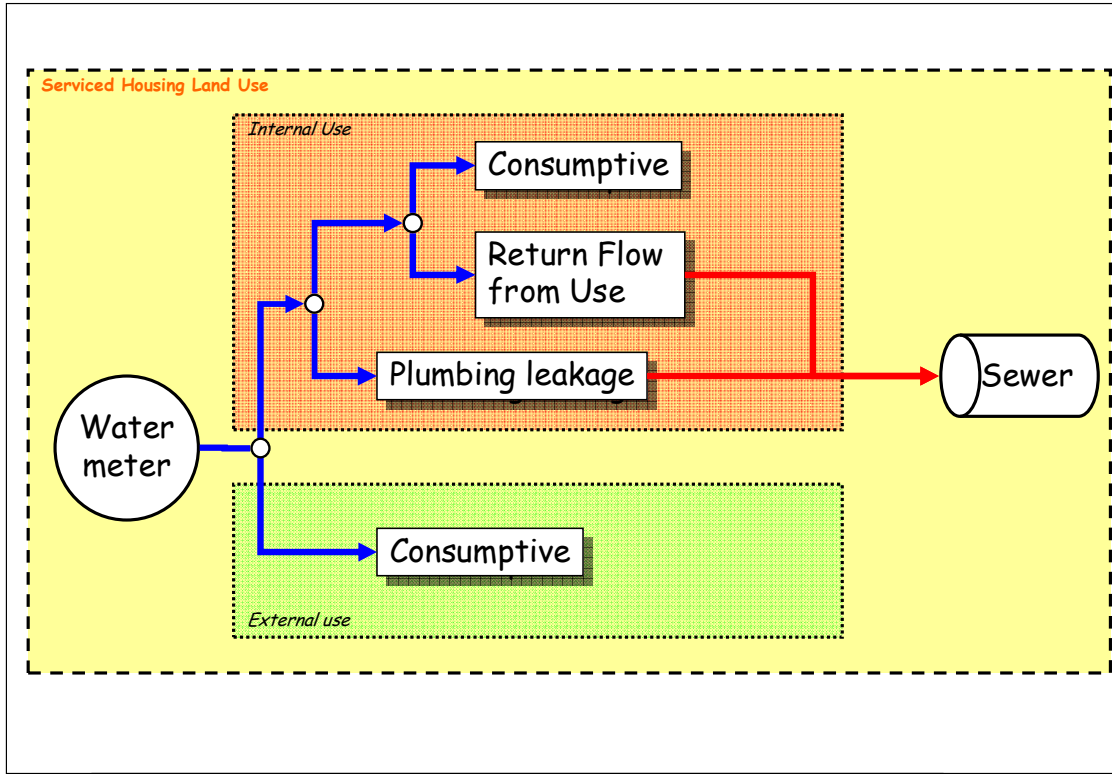 Serviced Housing Land Use
Internal Use
Consumptive
Return Flow
from Use
Plumbing leakage
Sewer
Water
meter
Consumptive
External use